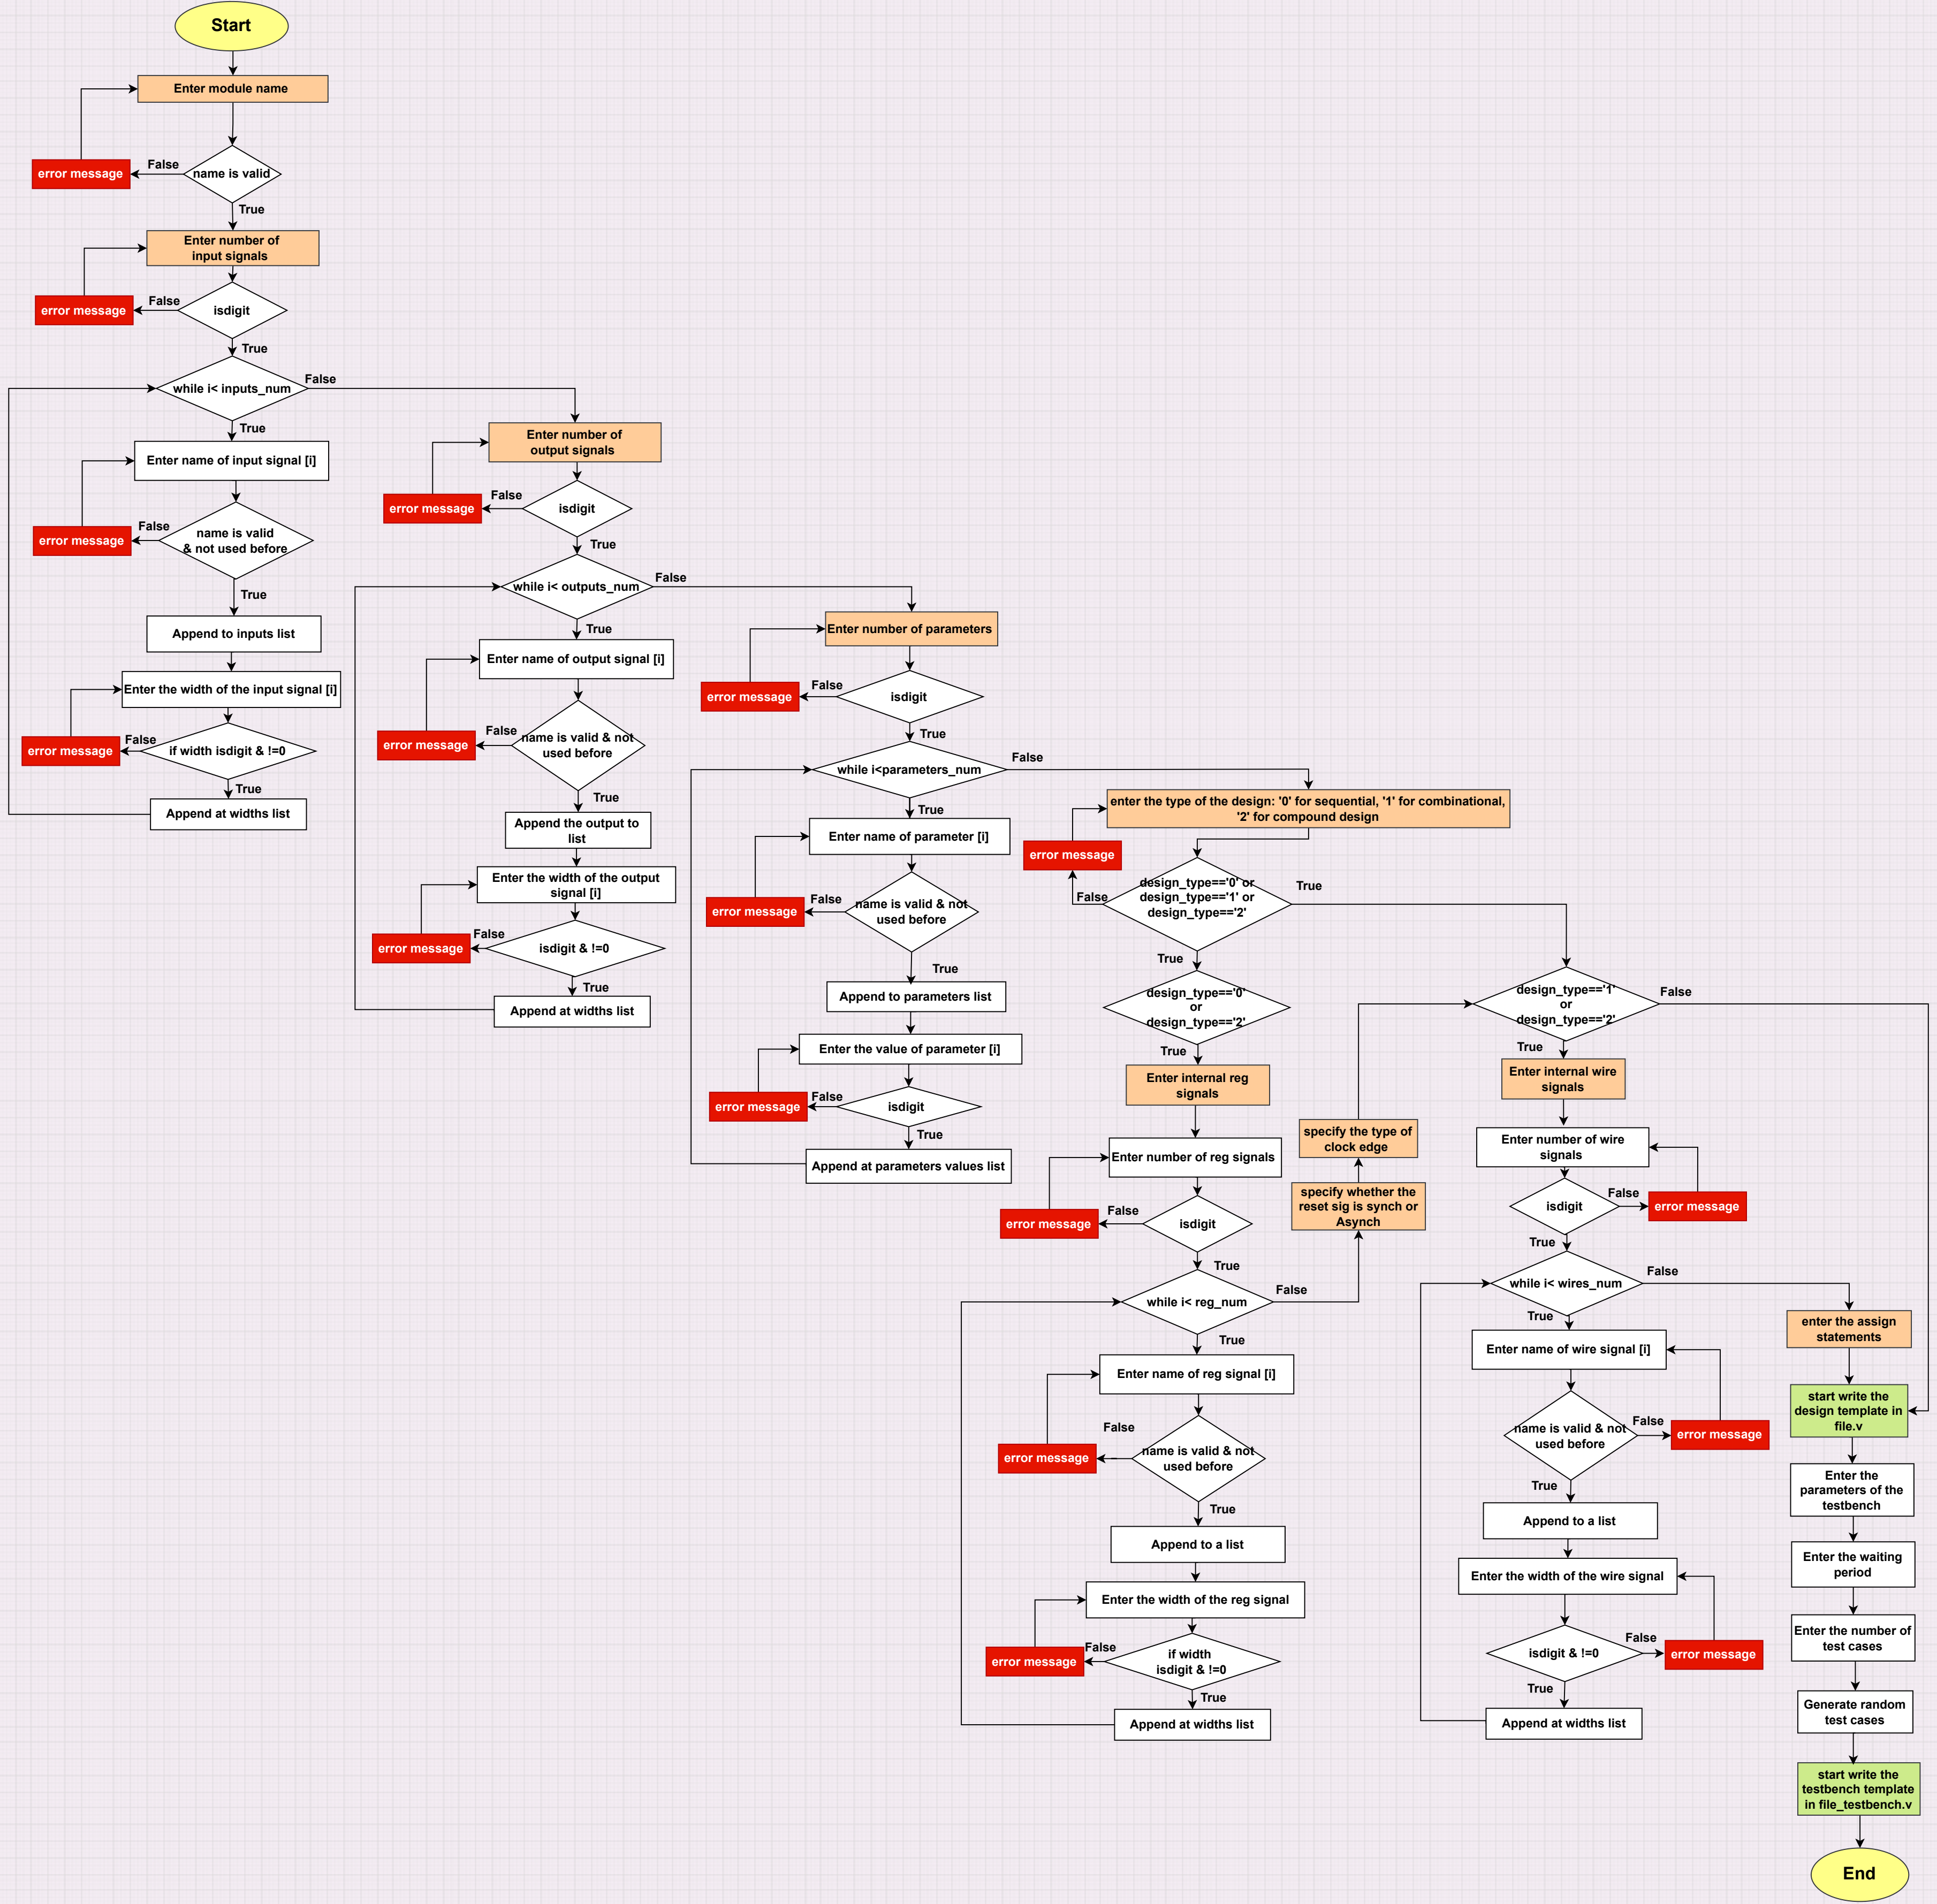 Start
Enter module name
False
error message
name is valid
True
Enter number of
input signals
False
error message
isdigit
True
while i< inputs_num
False
True
Enter name of input signal [i]
False
error message
name is valid
& not used before
True
Append to inputs list
Enter the width of the input signal [i]
False
error message
if width isdigit & !=0
True
Append at widths list
Enter number of
output signals
False
error message
isdigit
True
while i< outputs_num
False
True
Enter name of output signal [i]
False
error message
name is valid & not
used before
True
Append the output to
list
Enter the width of the output
signal [i]
False
error message
isdigit & !=0
True
Append at widths list
Enter number of parameters
False
error message
isdigit
True
while i<parameters_num
False
True
Enter name of parameter [i]
False
error message
name is valid & not
used before
True
Append to parameters list
Enter the value of parameter [i]
False
error message
isdigit
True
Append at parameters values list
enter the type of the design: '0' for sequential, '1' for combinational,
'2' for compound design
error message
False
design_type=='0' or
design_type=='1' or
design_type=='2'
True
True
design_type=='0'
or
design_type=='2'
True
Enter internal reg
signals
Enter number of reg signals
False
error message
isdigit
True
while i< reg_num
False
True
Enter name of reg signal [i]
False
error message
name is valid & not
used before
True
Append to a list
Enter the width of the reg signal
False
error message
if width
isdigit & !=0
True
Append at widths list
specify the type of
clock edge
specify whether the
reset sig is synch or
Asynch
design_type=='1'
or
design_type=='2'
False
True
Enter internal wire
signals
Enter number of wire
signals
isdigit
False
error message
True
while i< wires_num
False
True
Enter name of wire signal [i]
name is valid & not
used before
False
error message
True
Append to a list
Enter the width of the wire signal
isdigit & !=0
False
error message
True
Append at widths list
enter the assign
statements
start write the
design template in
file.v
Enter the
parameters of the
testbench
Enter the waiting
period
Enter the number of
test cases
Generate random
test cases
start write the
testbench template
in file_testbench.v
End